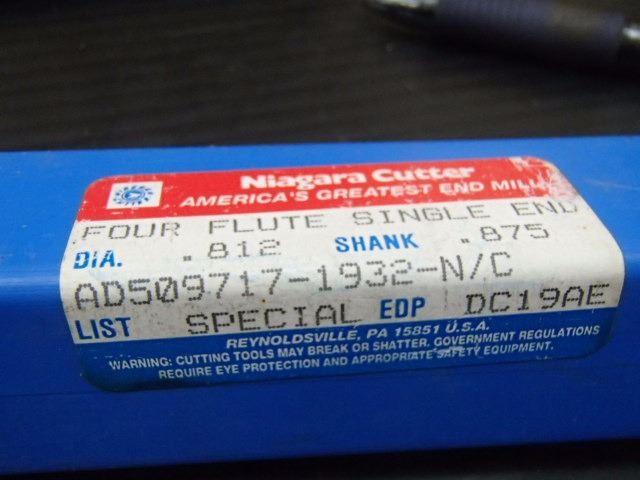 Niagara Cutter
AMERICA'S GREATEST END MILL
FOUR FLUTE SINGLE END
DIA. .812 SHANK .875
AD509717-1932-N/C
LIST SPECIAL EDP DC19AE
REYNOLDSVILLE, PA 15851 U.S.A.
WARNING: CUTTING TOOLS MAY BREAK OR SHATTER. GOVERNMENT REGULATIONS
REQUIRE EYE PROTECTION AND APPROPRIATE SAFETY EQUIPMENT.